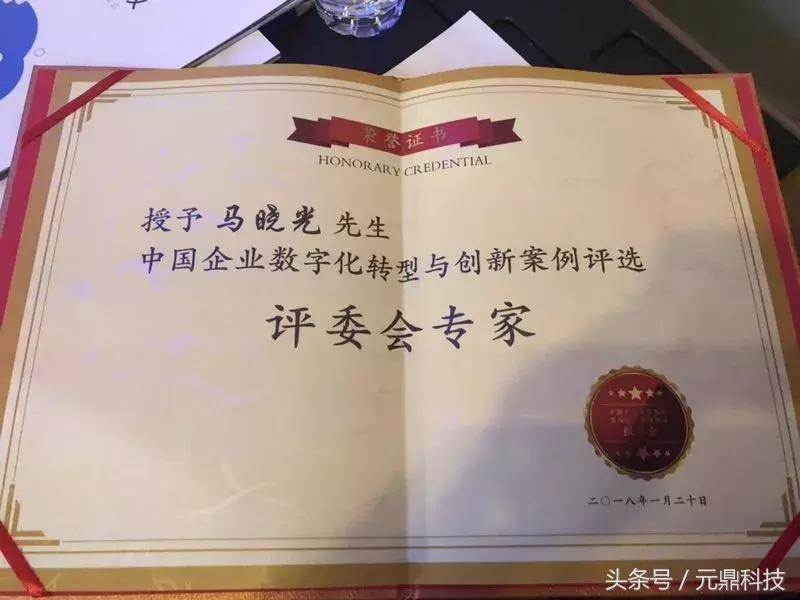 荣誉证书
HONORARY CREDENTIAL
授予 马晓光 先生
中国企业数字化转型与创新案例评选
评委会专家
二〇一八年一月二十日
头条号／元鼎科技